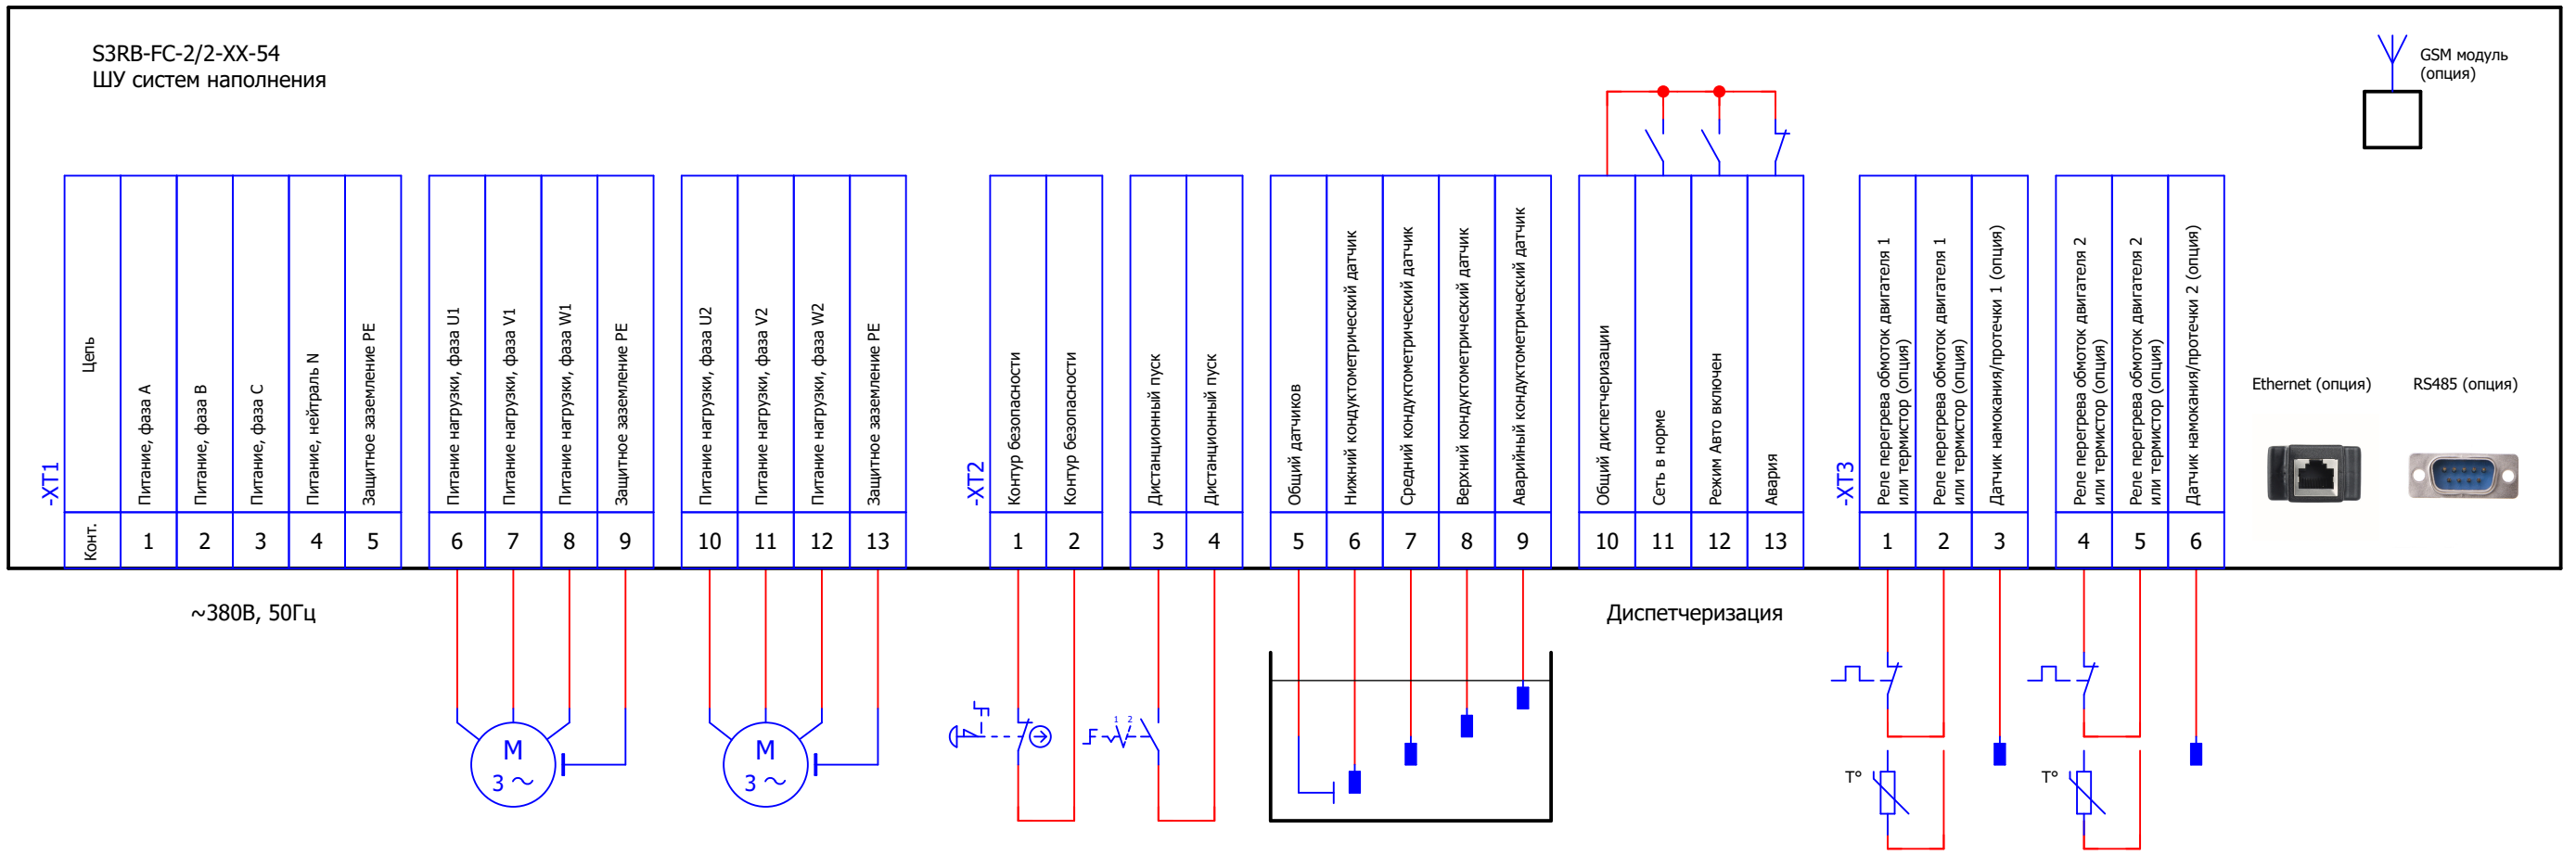 S3RB-FC-2/2-XX-54
ШУ систем наполнения
GSM модуль
(опция)
-XT1
Цепь
Питание, фаза A
Питание, фаза B
Питание, фаза C
Питание, нейтраль N
Защитное заземление PE
Питание нагрузки, фаза U1
Питание нагрузки, фаза V1
Питание нагрузки, фаза W1
Защитное заземление PE
Питание нагрузки, фаза U2
Питание нагрузки, фаза V2
Питание нагрузки, фаза W2
Защитное заземление PE
-XT2
Контур безопасности
Контур безопасности
Дистанционный пуск
Дистанционный пуск
Общий датчиков
Нижний кондуктометрический датчик
Средний кондуктометрический датчик
Верхний кондуктометрический датчик
Аварийный кондуктометрический датчик
Общий диспетчеризации
Сеть в норме
Режим Авто включен
Авария
-XT3
Реле перегрева обмоток двигателя 1
или термистор (опция)
Реле перегрева обмоток двигателя 1
или термистор (опция)
Датчик намокания/протечки 1 (опция)
Реле перегрева обмоток двигателя 2
или термистор (опция)
Реле перегрева обмоток двигателя 2
или термистор (опция)
Датчик намокания/протечки 2 (опция)
Ethernet (опция)
RS485 (опция)
Конт.
1 2 3 4 5 6 7 8 9 10 11 12 13
1 2 3 4 5 6 7 8 9 10 11 12 13
1 2 3 4 5 6
~380В, 50Гц
Диспетчеризация
M
3 ~
M
3 ~
1 2
T°
T°